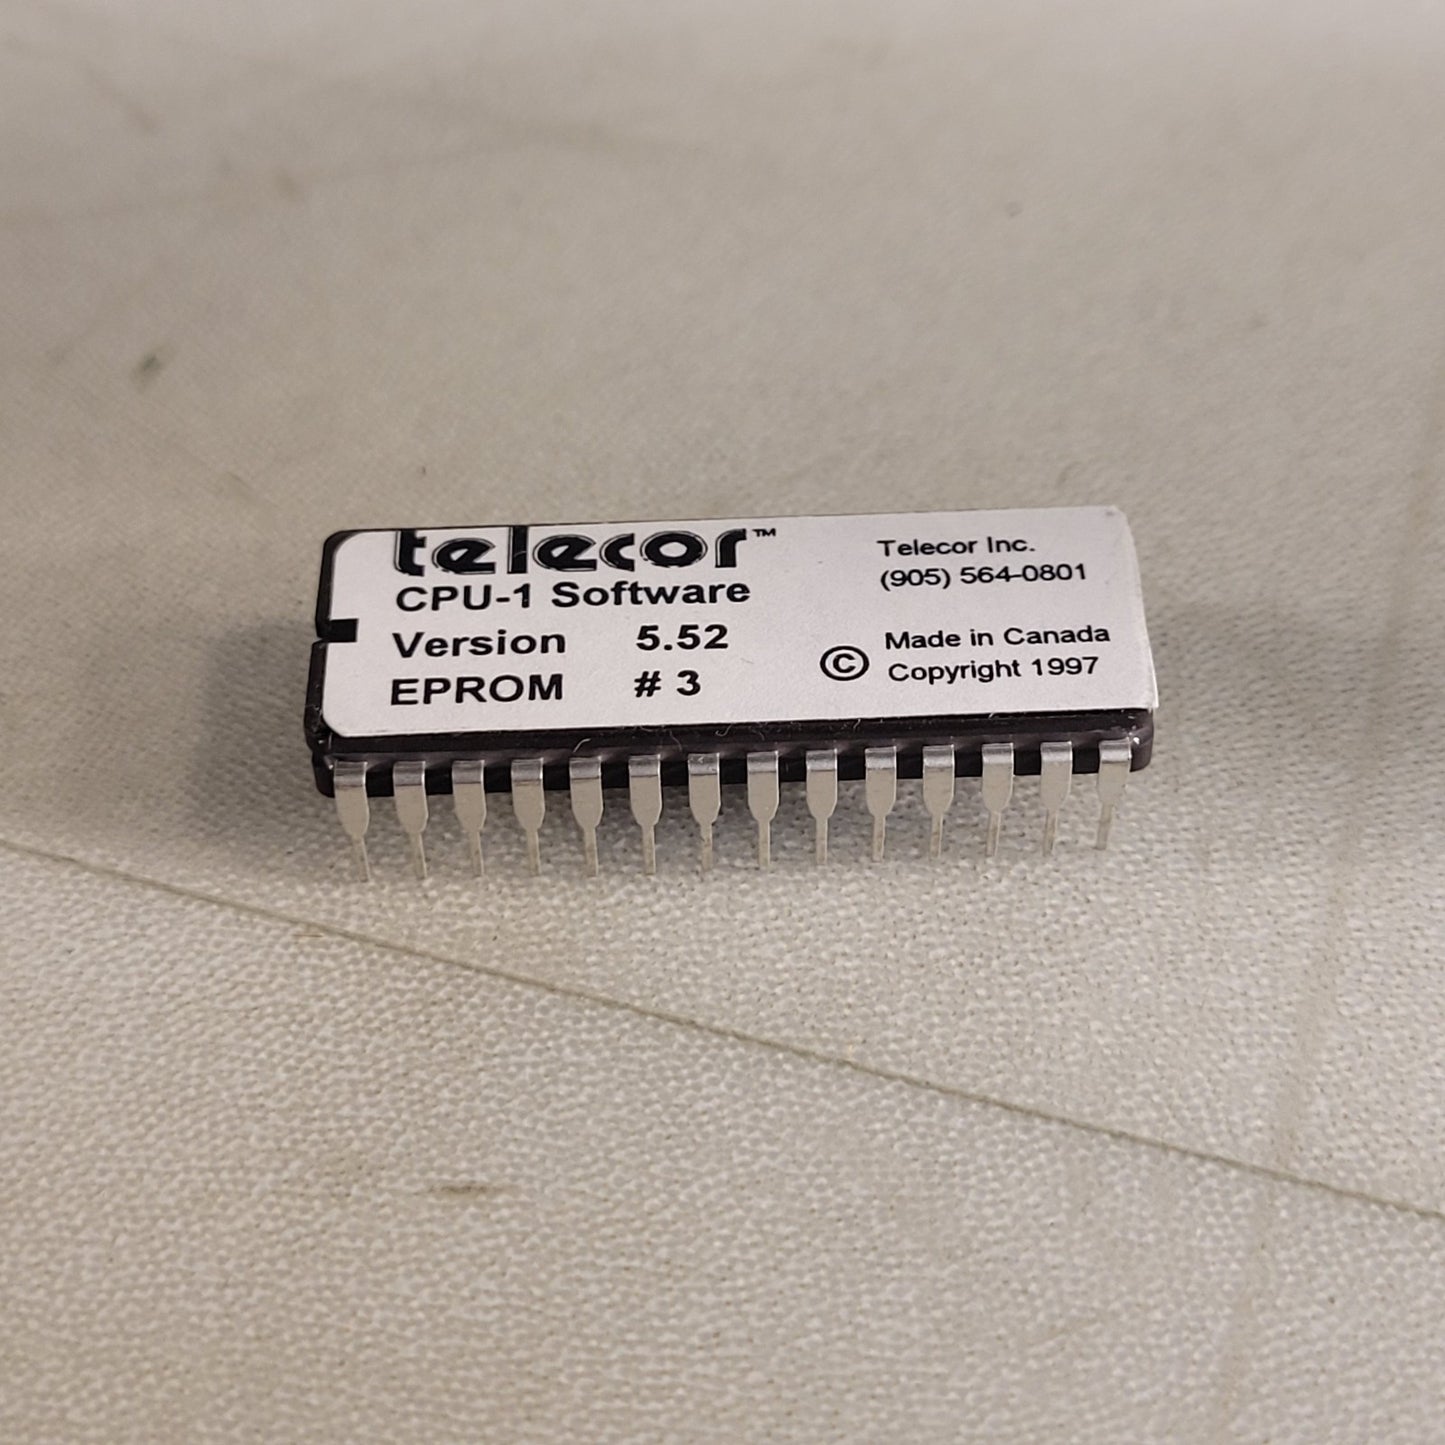 telecor™
CPU-1 Software
Version 5.52
EPROM # 3
Telecor Inc.
(905) 564-0801
© Made in Canada
Copyright 1997